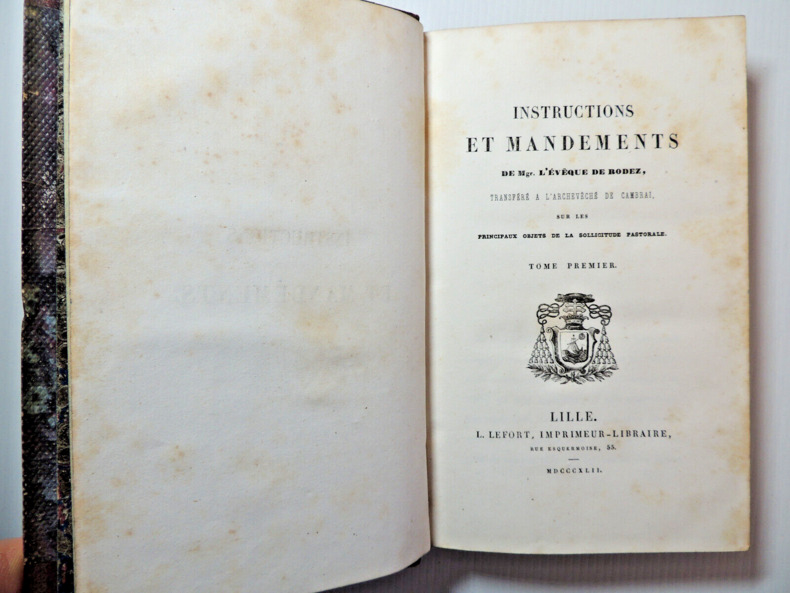 INSTRUCTIONS
ET MANDEMENTS
DE Mgr. L'ÉVÊQUE DE RODEZ,
TRANSFÉRÉ A L'ARCHEVÊCHÉ DE CAMBRAI,
SUR LES
PRINCIPAUX OBJETS DE LA SOLLICITUDE PASTORALE.
TOME PREMIER.
LILLE.
L. LEFORT, IMPRIMEUR-LIBRAIRE,
RUE ESQUERMOISE, 55.
MDCCCXLII.